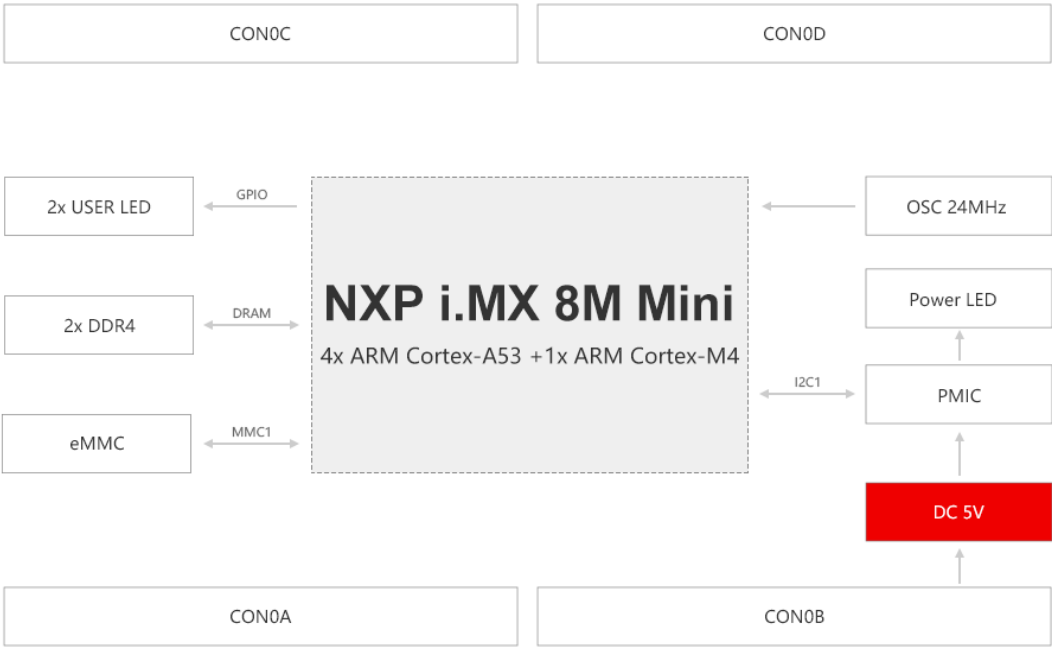 CON0C
CON0D
2x USER LED
GPIO
OSC 24MHz
NXP i.MX 8M Mini
4x ARM Cortex-A53 +1x ARM Cortex-M4
Power LED
2x DDR4
DRAM
I2C1
PMIC
eMMC
MMC1
DC 5V
CON0A
CON0B